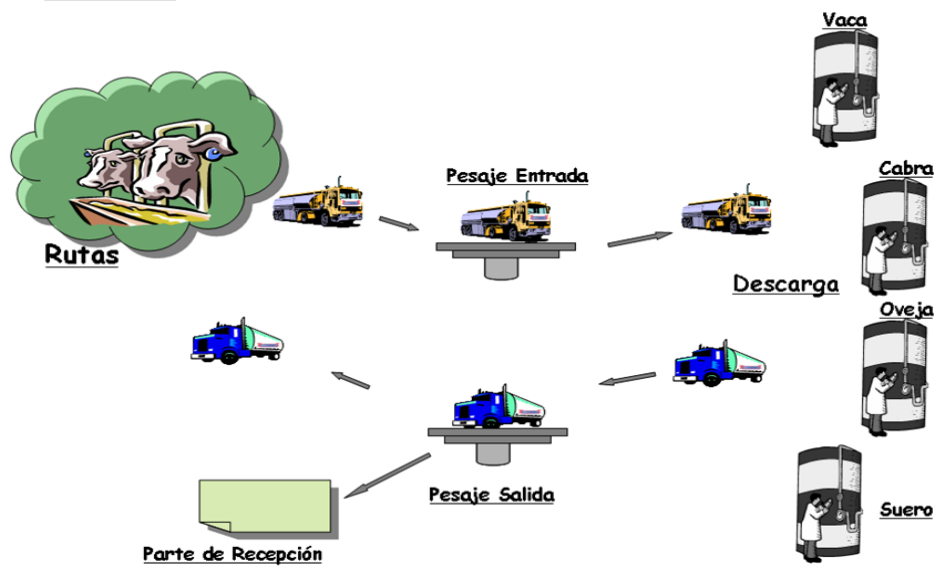 Vaca
Cabra
Pesaje Entrada
Rutas
Descarga
Oveja
Pesaje Salida
Suero
Parte de Recepción